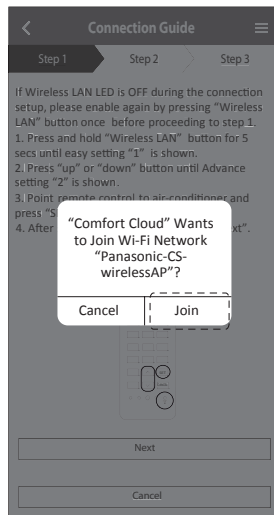 Connection Guide
Step 1 Step 2 Step 3
If Wireless LAN LED is OFF during the connection
setup, please enable again by pressing "Wireless
LAN" button once before proceeding to step 1.
1. Press and hold "Wireless LAN" button for 5
secs until easy setting "1" is shown.
2. Press "up" or "down" button until Advance
setting "2" is shown.
3. Point remote control to air-conditioner and
press "S
4. After
xt".
"Comfort Cloud" Wants
to Join Wi-Fi Network
"Panasonic-CS-
wirelessAP"?
Cancel Join
Next
Cancel